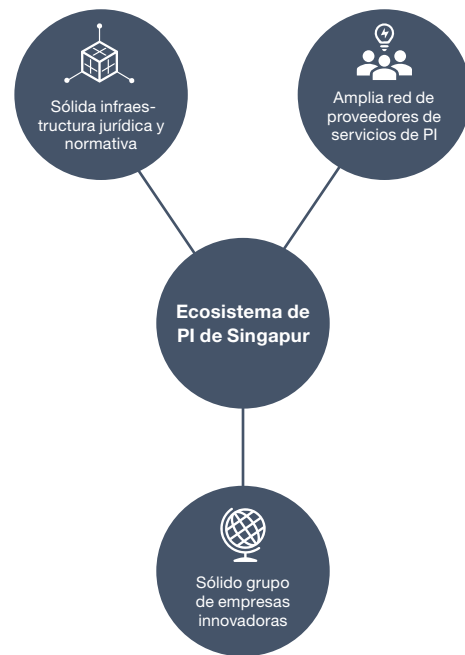 Sólida infraes-
tructura jurídica y
normativa
Amplia red de
proveedores de
servicios de PI
Ecosistema de
PI de Singapur
Sólido grupo
de empresas
innovadoras